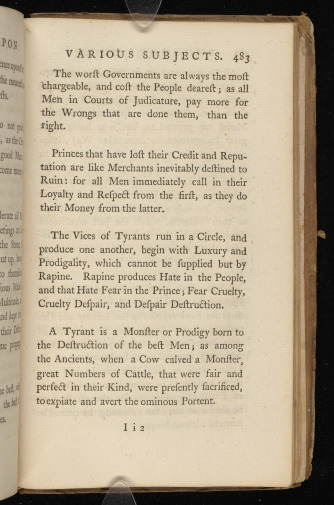 VARIOUS SUBJECTS. 483
The worſt Governments are always the moſt
chargeable, and coſt the People deareſt; as all
Men in Courts of Judicature, pay more for
the Wrongs that are done them, than the
right.
Princes that have loſt their Credit and Repu-
tation are like Merchants inevitably deſtined to
Ruin: for all Men immediately call in their
Loyalty and Reſpect from the firſt, as they do
their Money from the latter.
The Vices of Tyrants run in a Circle, and
produce one another, begin with Luxury and
Prodigality, which cannot be ſupplied but by
Rapine. Rapine produces Hate in the People,
and that Hate Fear in the Prince; Fear Cruelty,
Cruelty Deſpair, and Deſpair Deſtruction.
A Tyrant is a Monſter or Prodigy born to
the Deſtruction of the beſt Men; as among
the Ancients, when a Cow calved a Monſter,
great Numbers of Cattle, that were fair and
perfect in their Kind, were preſently ſacrificed,
to expiate and avert the ominous Portent.
I i 2